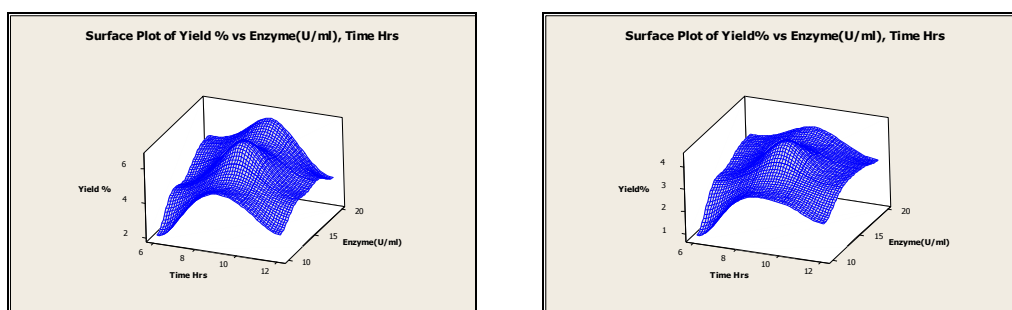 Surface Plot of Yield % vs Enzyme(U/ml), Time Hrs
6
4
2
Yield %
6
8
10
12
Time Hrs
10
15
20
Enzyme(U/ml)
Surface Plot of Yield% vs Enzyme(U/ml), Time Hrs
4
3
2
1
Yield%
6
8
10
12
Time Hrs
10
15
20
Enzyme(U/ml)